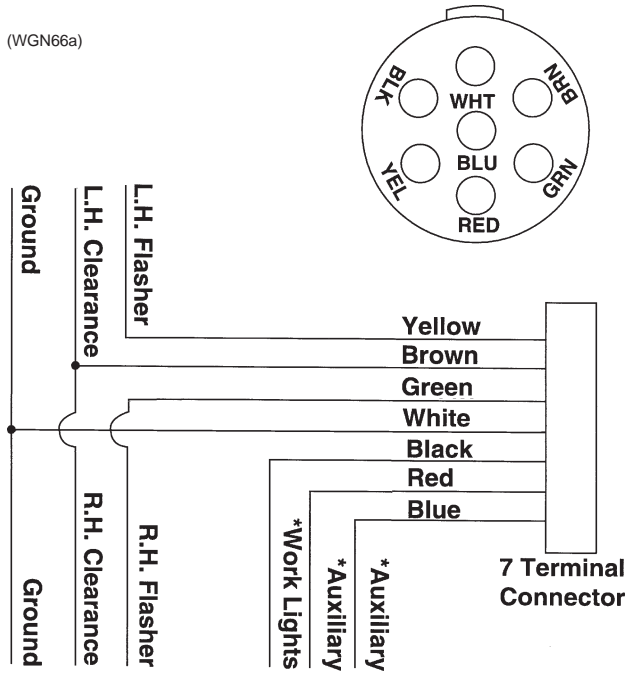 (WGN66a)
BLK
WHT
BRN
BLU
YEL
GRN
RED
Ground
L.H. Clearance
L.H. Flasher
Yellow
Brown
Green
White
Black
Red
Blue
Ground
R.H. Clearance
R.H. Flasher
*Work Lights
*Auxiliary
*Auxiliary
7 Terminal
Connector